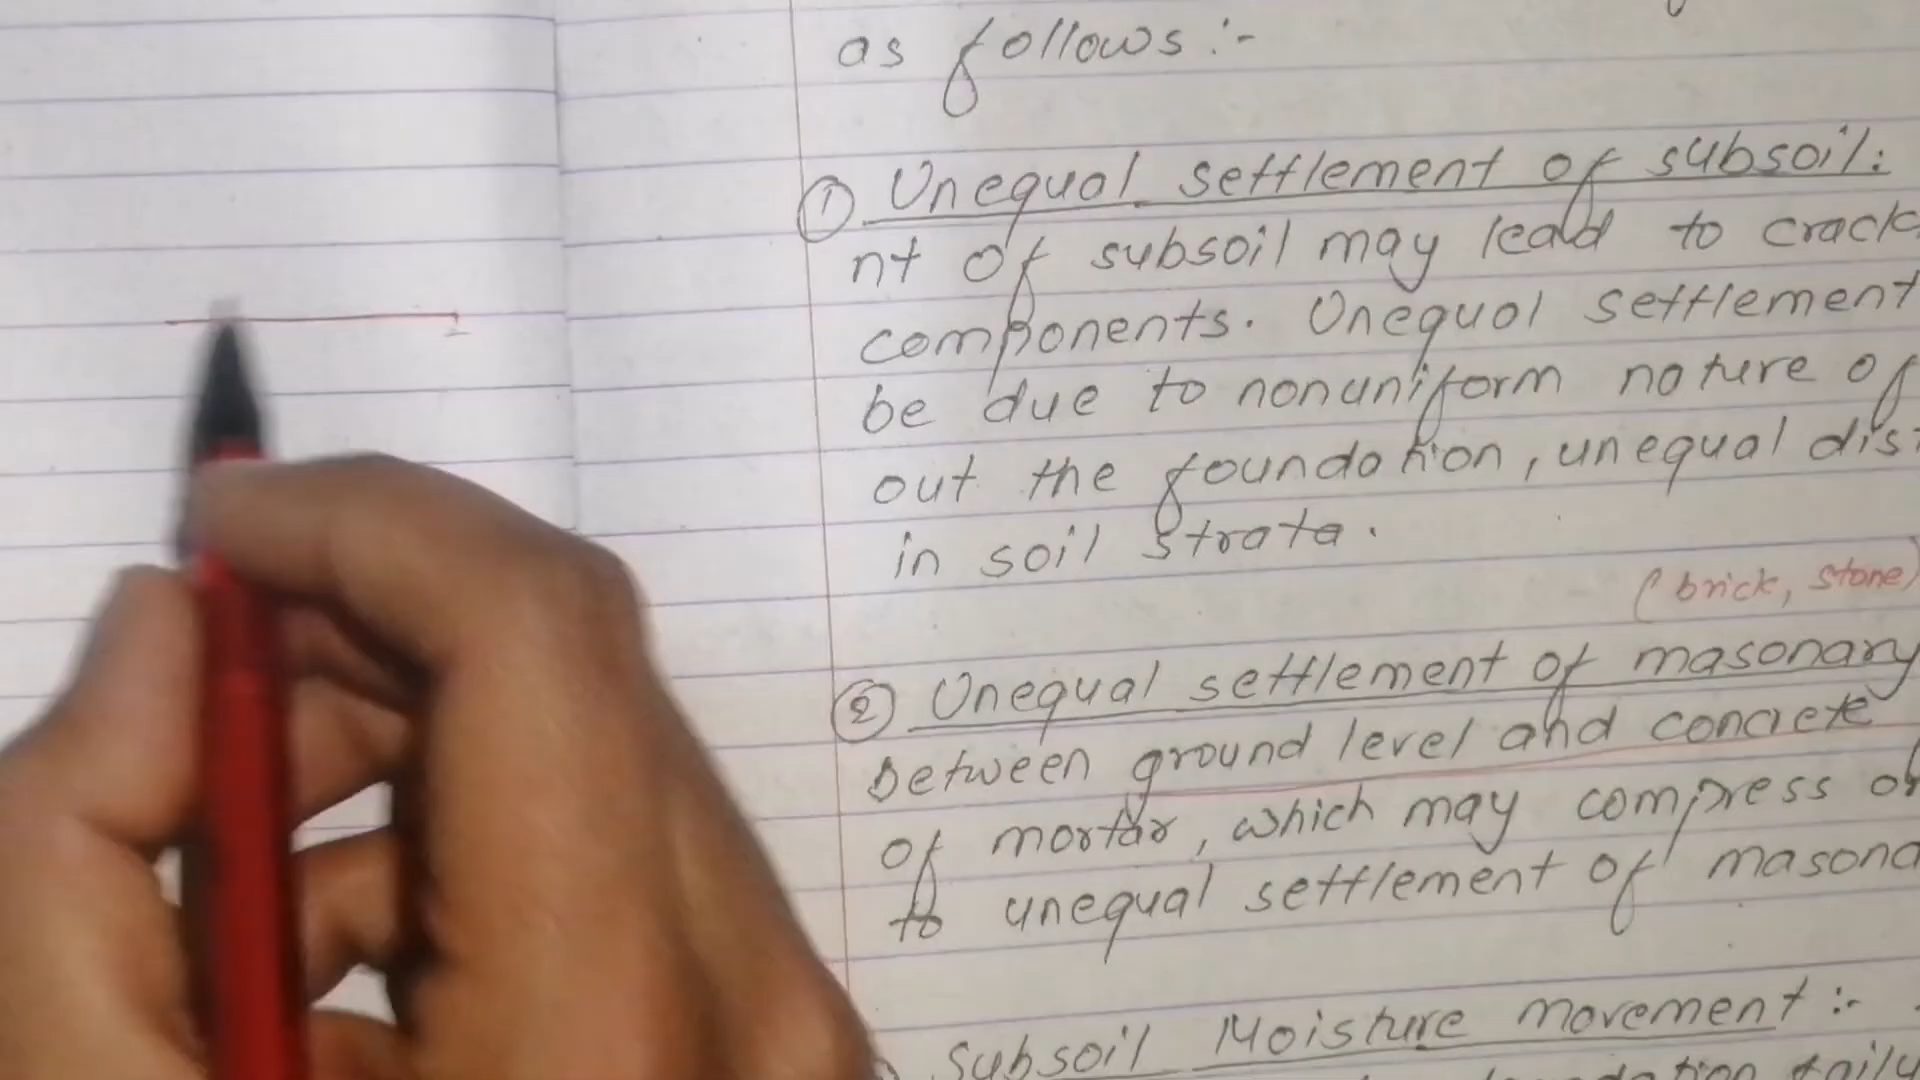 as follows :-
① Unequal settlement of subsoil:
nt of subsoil may lead to crack
components. Unequal settlement
be due to nonuniform nature of
out the foundation, unequal dis
in soil strata.
(brick, stone)
② Unequal settlement of masonary
between ground level and concrete
of mortar, which may compress
to unequal settlement of masona
Subsoil Moisture movement :-